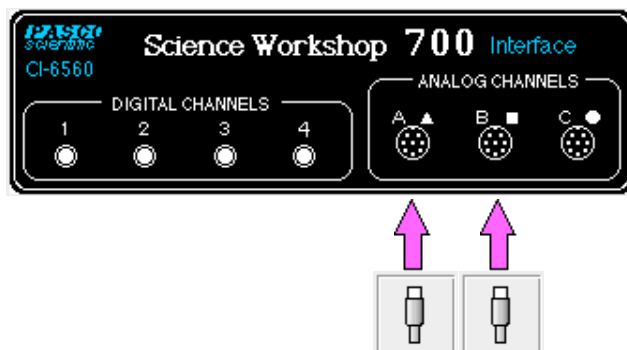 PASCO
scientific
CI-6560
Science Workshop 700 Interface
DIGITAL CHANNELS
1 2 3 4
ANALOG CHANNELS
A B C